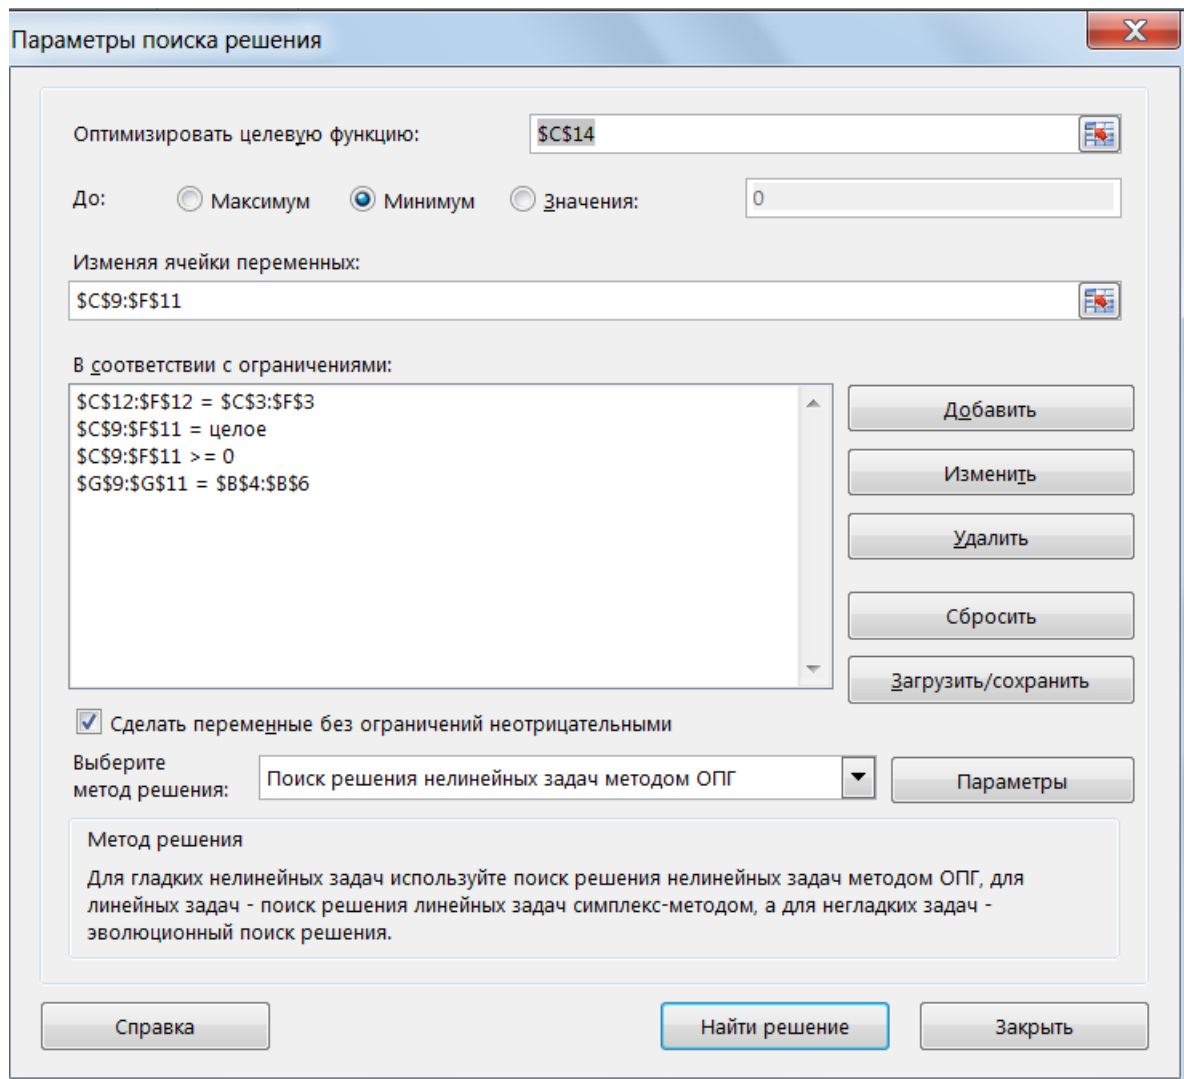 Параметры поиска решения
X
Оптимизировать целевую функцию:
$C$14
До:
Максимум
Минимум
Значения:
0
Изменяя ячейки переменных:
$C$9:$F$11
В соответствии с ограничениями:
$C$12:$F$12 = $C$3:$F$3
$C$9:$F$11 = целое
$C$9:$F$11 >= 0
$G$9:$G$11 = $B$4:$B$6
Добавить
Изменить
Удалить
Сбросить
Загрузить/сохранить
Сделать переменные без ограничений неотрицательными
Выберите
метод решения:
Поиск решения нелинейных задач методом ОПГ
Параметры
Метод решения
Для гладких нелинейных задач используйте поиск решения нелинейных задач методом ОПГ, для
линейных задач - поиск решения линейных задач симплекс-методом, а для негладких задач -
эволюционный поиск решения.
Справка
Найти решение
Закрыть